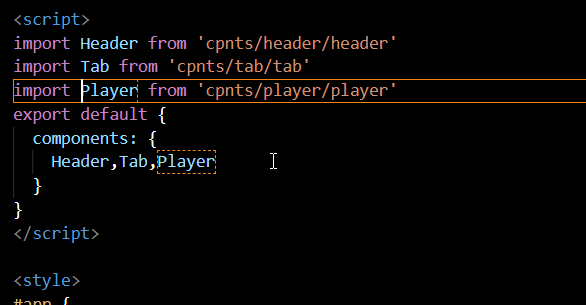 <script>
import Header from 'cpnts/header/header'
import Tab from 'cpnts/tab/tab'
import Player from 'cpnts/player/player'
export default {
components: {
Header,Tab,Player
}
}
</script>
<style>
#app {